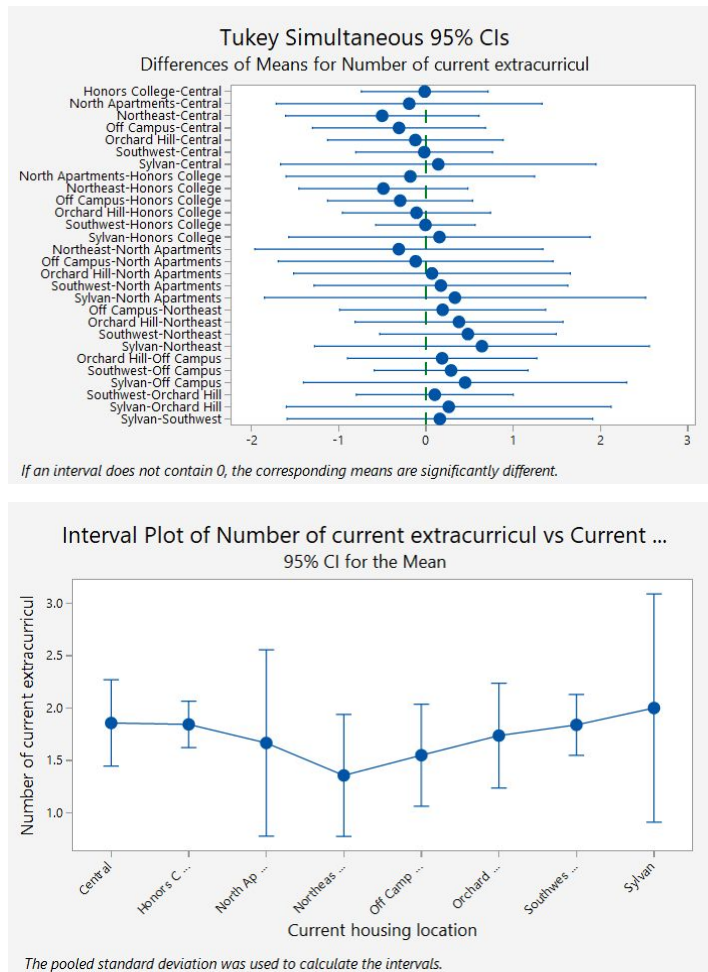 Tukey Simultaneous 95% CIs
Differences of Means for Number of current extracurricul
Honors College-Central
North Apartments-Central
Northeast-Central
Off Campus-Central
Orchard Hill-Central
Southwest-Central
Sylvan-Central
North Apartments-Honors College
Northeast-Honors College
Off Campus-Honors College
Orchard Hill-Honors College
Southwest-Honors College
Sylvan-Honors College
Northeast-North Apartments
Off Campus-North Apartments
Orchard Hill-North Apartments
Southwest-North Apartments
Sylvan-North Apartments
Off Campus-Northeast
Orchard Hill-Northeast
Southwest-Northeast
Sylvan-Northeast
Orchard Hill-Off Campus
Southwest-Off Campus
Sylvan-Off Campus
Southwest-Orchard Hill
Sylvan-Orchard Hill
Sylvan-Southwest
-2 -1 0 1 2 3
If an interval does not contain 0, the corresponding means are significantly different.
Interval Plot of Number of current extracurricul vs Current ...
95% CI for the Mean
Number of current extracurricul
3.0
2.5
2.0
1.5
1.0
Central
Honors C ...
North Ap ...
Northeas ...
Off Camp ...
Orchard ...
Southwes ...
Sylvan
Current housing location
The pooled standard deviation was used to calculate the intervals.